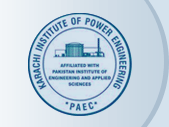 KARACHI INSTITUTE OF POWER ENGINEERING
AFFILIATED WITH
PAKISTAN INSTITUTE OF
ENGINEERING AND APPLIED
SCIENCES
*PAEC*